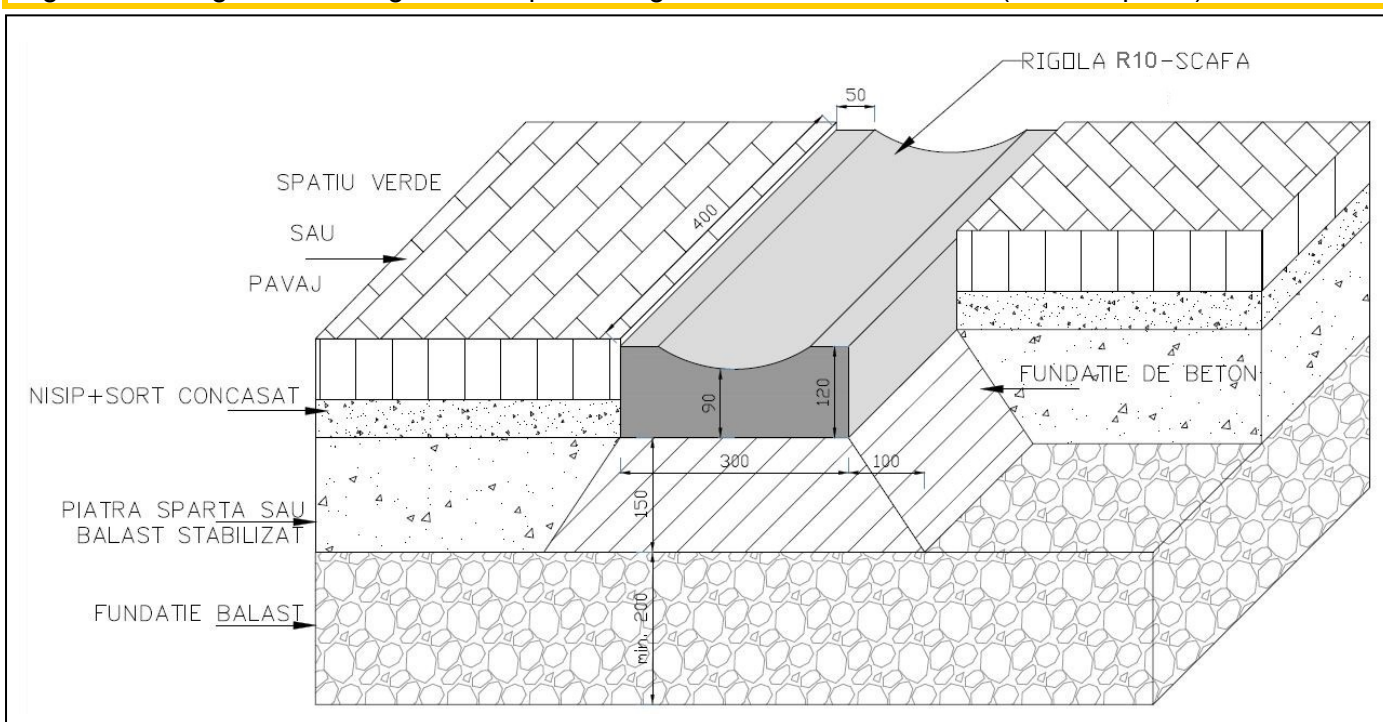 RIGOLA R10-SCAFA
50
SPATIU VERDE
SAU
PAVAJ
400
NISIP+SORT CONCASAT
90
120
FUNDATIE DE BETON
300
100
150
PIATRA SPARTA SAU
BALAST STABILIZAT
FUNDATIE BALAST
min. 200